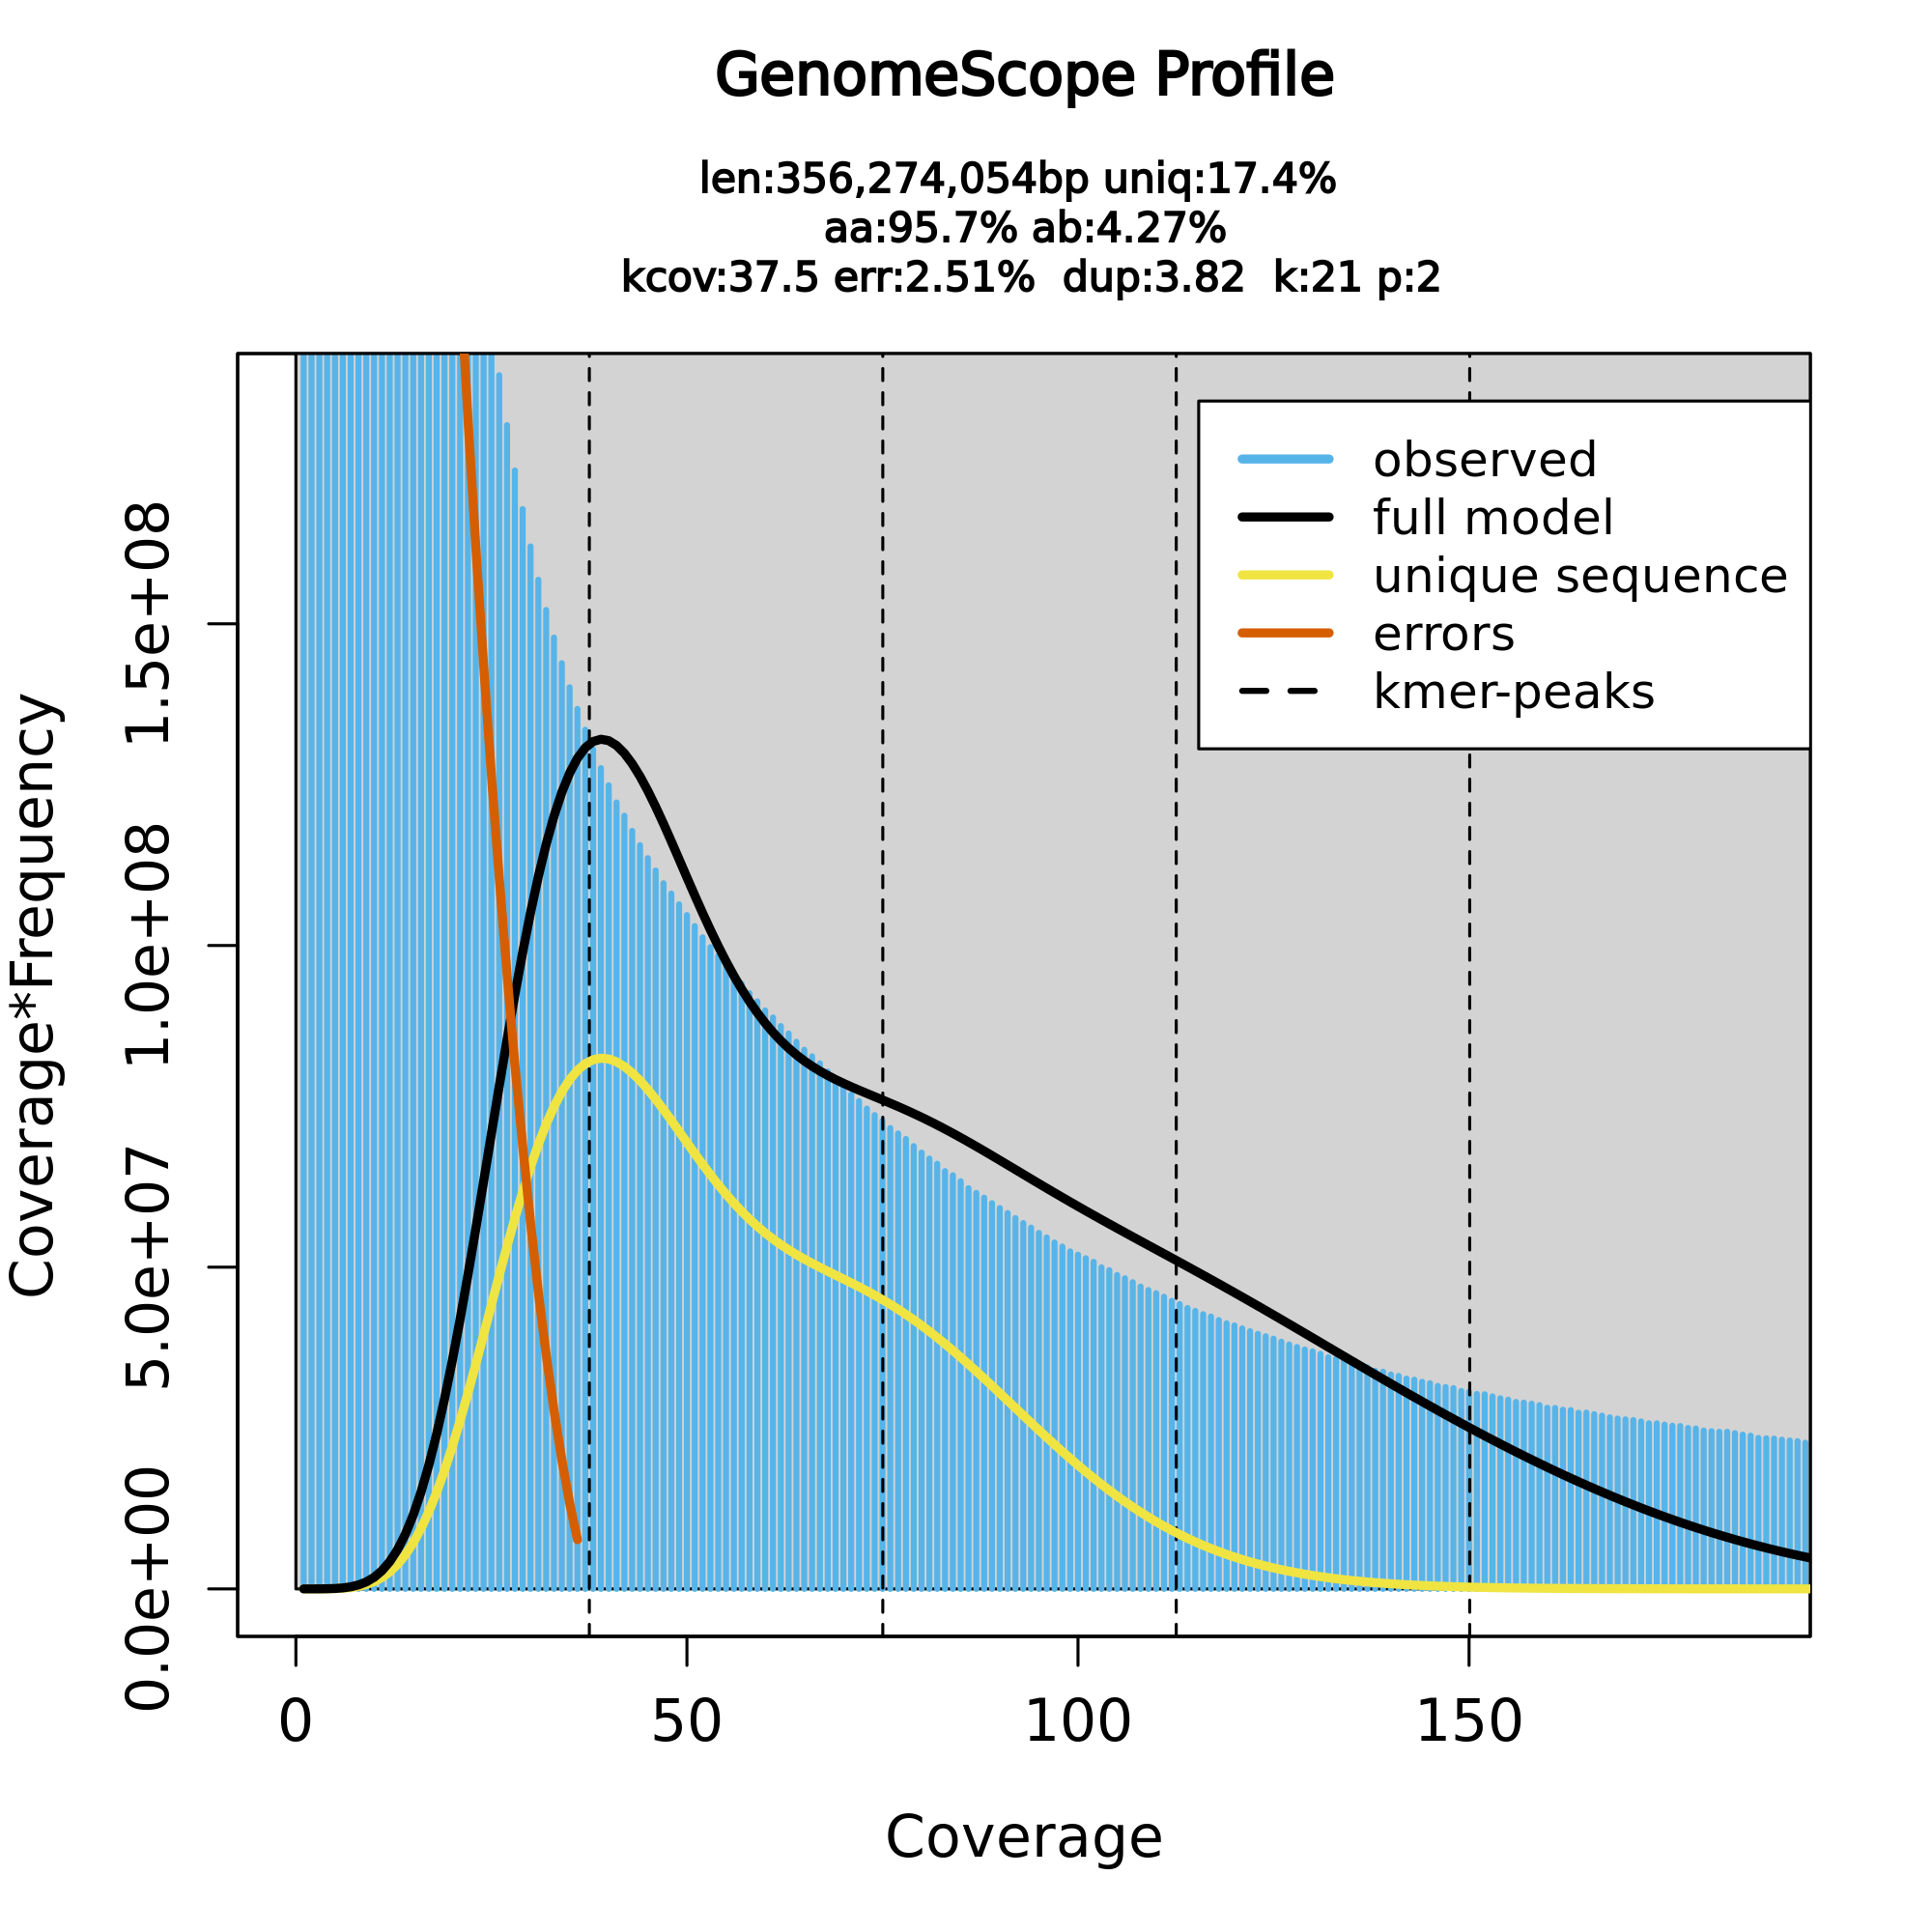 GenomeScope Profile
len:356,274,054bp uniq:17.4%
aa:95.7% ab:4.27%
kcov:37.5 err:2.51% dup:3.82 k:21 p:2
observed
full model
unique sequence
errors
kmer-peaks
Coverage*Frequency
1.5e+08
1.0e+08
5.0e+07
0.0e+00
0 50 100 150
Coverage